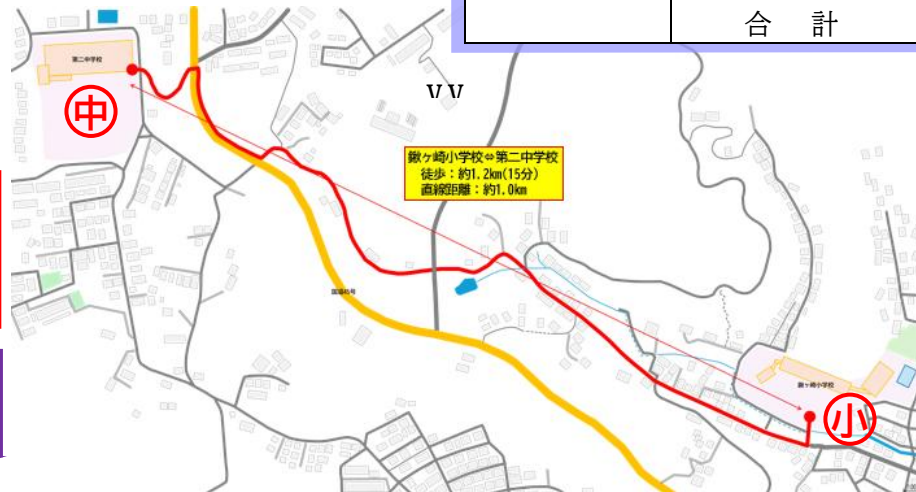 合 計
第二中学校
中
VV
鍬ヶ崎小学校⇔第二中学校
徒歩：約1.2km(15分)
直線距離：約1.0km
国道45号
鍬ヶ崎小学校
小